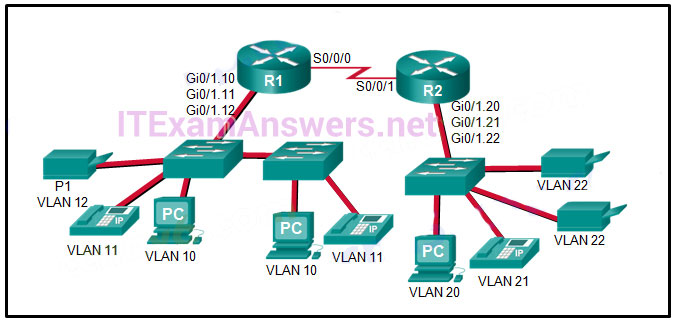 S0/0/0
R1
Gi0/1.10
Gi0/1.11
Gi0/1.12
S0/0/1
R2
Gi0/1.20
Gi0/1.21
Gi0/1.22
ITExamAnswers.net
P1
VLAN 12
IP
VLAN 11
PC
VLAN 10
PC
VLAN 10
IP
VLAN 11
VLAN 22
VLAN 22
PC
VLAN 20
IP
VLAN 21